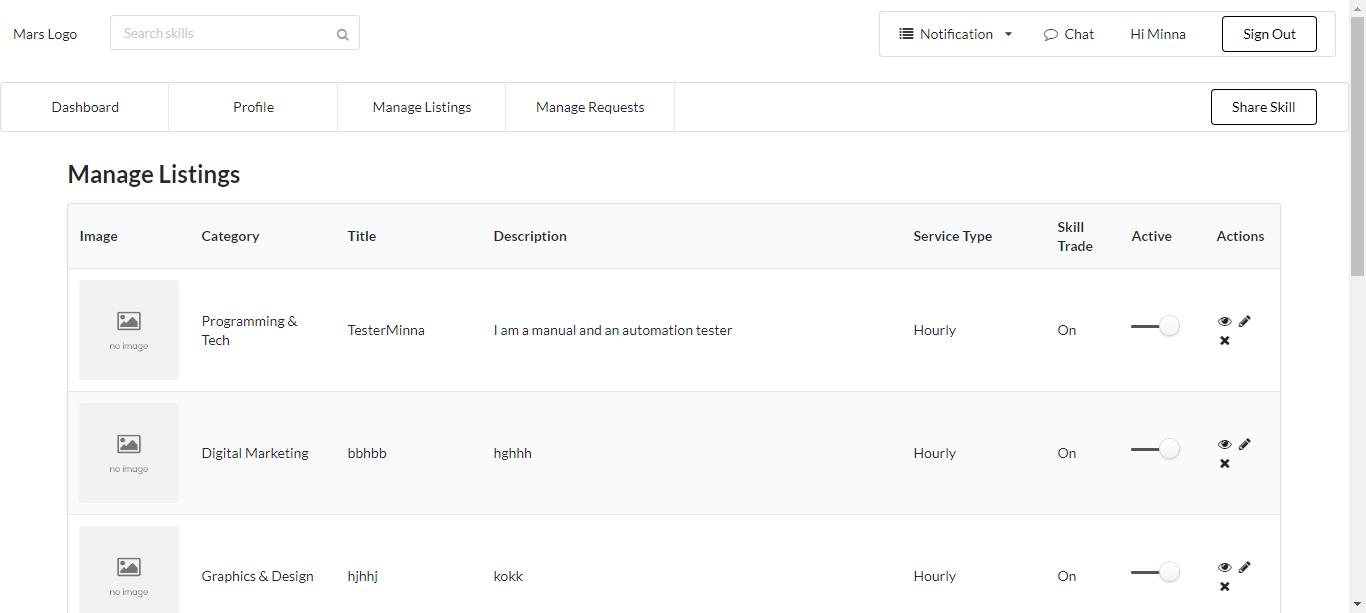 Mars Logo
Search skills
Notification
Chat
Hi Minna
Sign Out
Dashboard
Profile
Manage Listings
Manage Requests
Share Skill
Manage Listings
Image
Category
Title
Description
Service Type
Skill
Trade
Active
Actions
no image
Programming &
Tech
TesterMinna
I am a manual and an automation tester
Hourly
On
no image
Digital Marketing
bbhbb
hghhh
Hourly
On
no image
Graphics & Design
hjhhj
kokk
Hourly
On